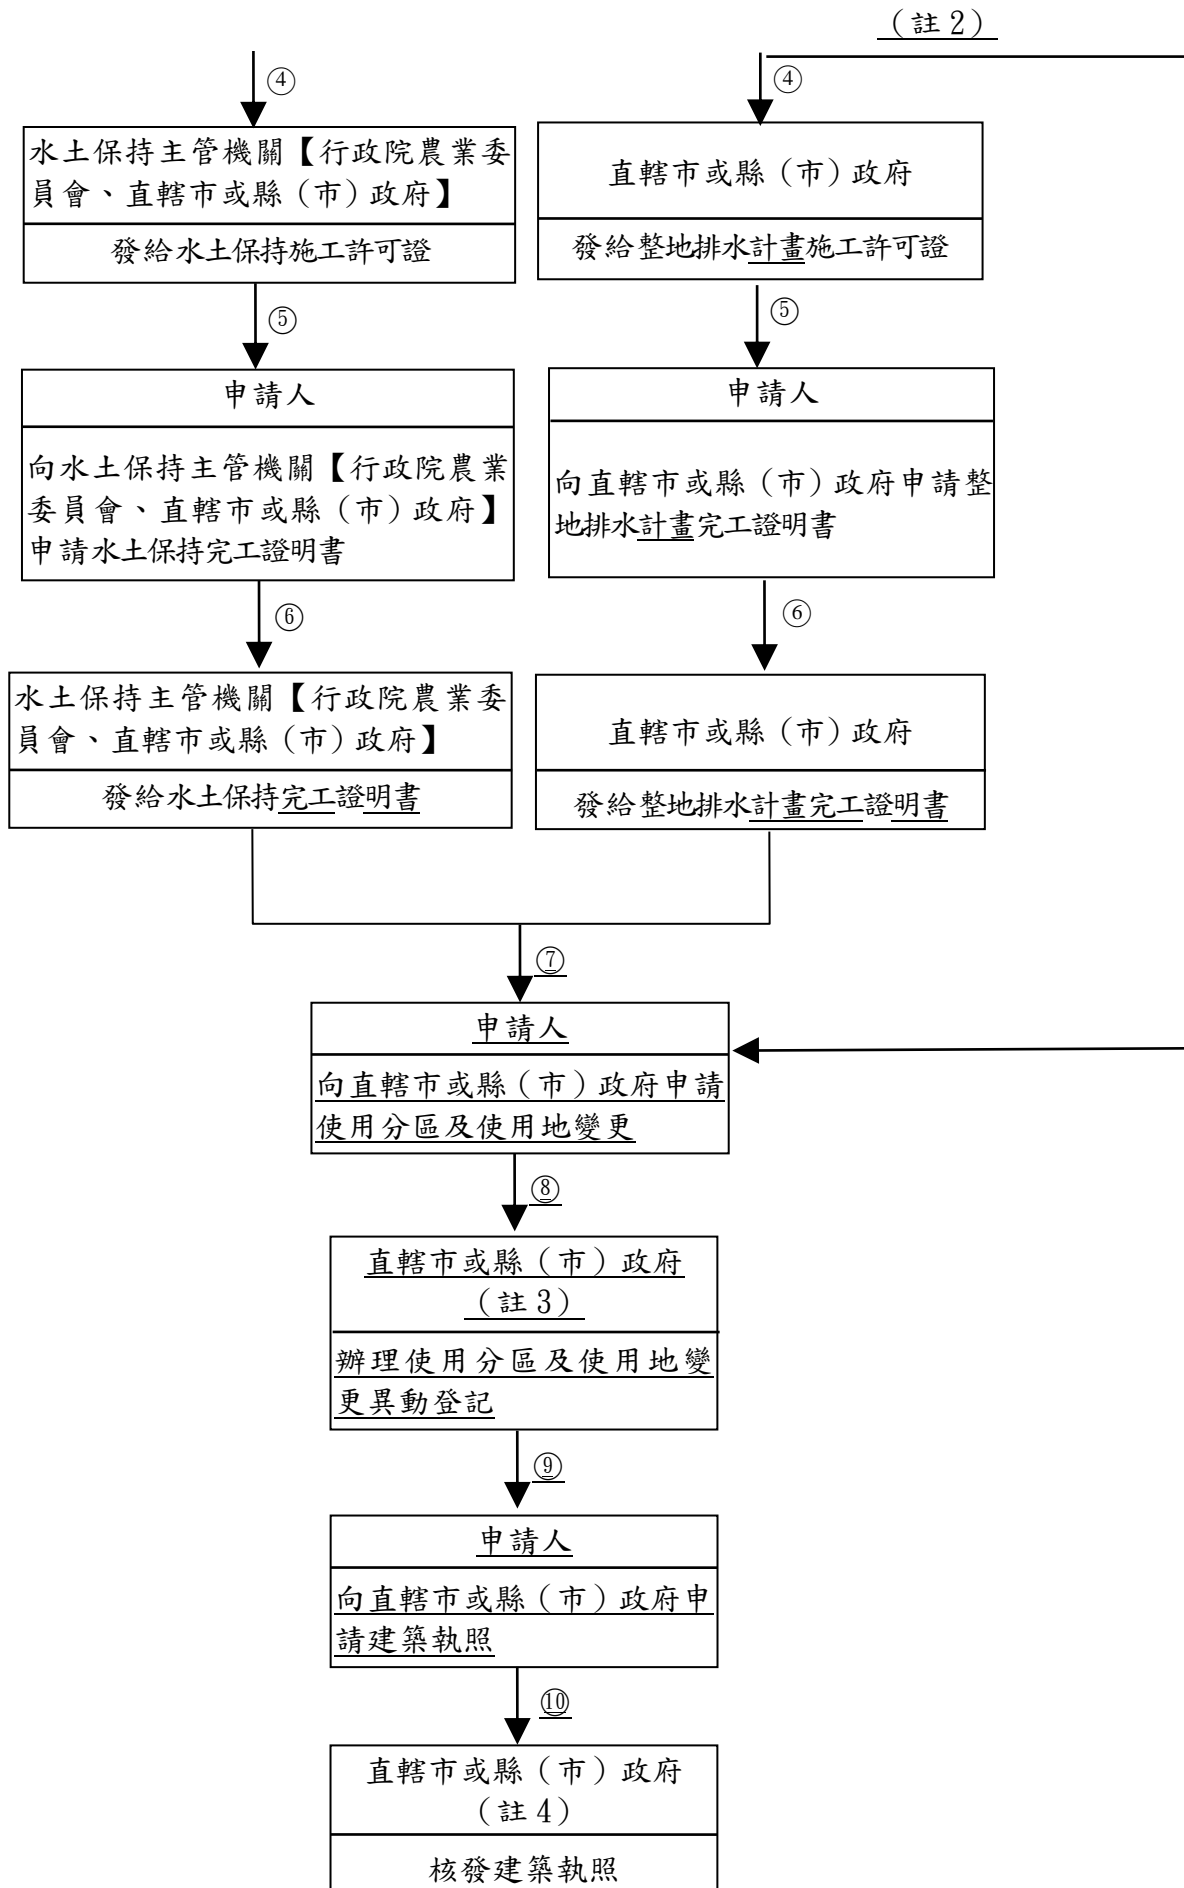 （註2）
④
水土保持主管機關【行政院農業委
員會、直轄市或縣（市）政府】
發給水土保持施工許可證
④
直轄市或縣（市）政府
發給整地排水計畫施工許可證
⑤
申請人
向水土保持主管機關【行政院農業
委員會、直轄市或縣（市）政府】
申請水土保持完工證明書
⑤
申請人
向直轄市或縣（市）政府申請整
地排水計畫完工證明書
⑥
水土保持主管機關【行政院農業委
員會、直轄市或縣（市）政府】
發給水土保持完工證明書
⑥
直轄市或縣（市）政府
發給整地排水計畫完工證明書
⑦
申請人
向直轄市或縣（市）政府申請
使用分區及使用地變更
⑧
直轄市或縣（市）政府
（註3）
辦理使用分區及使用地變
更異動登記
⑨
申請人
向直轄市或縣（市）政府申
請建築執照
⑩
直轄市或縣（市）政府
（註4）
核發建築執照